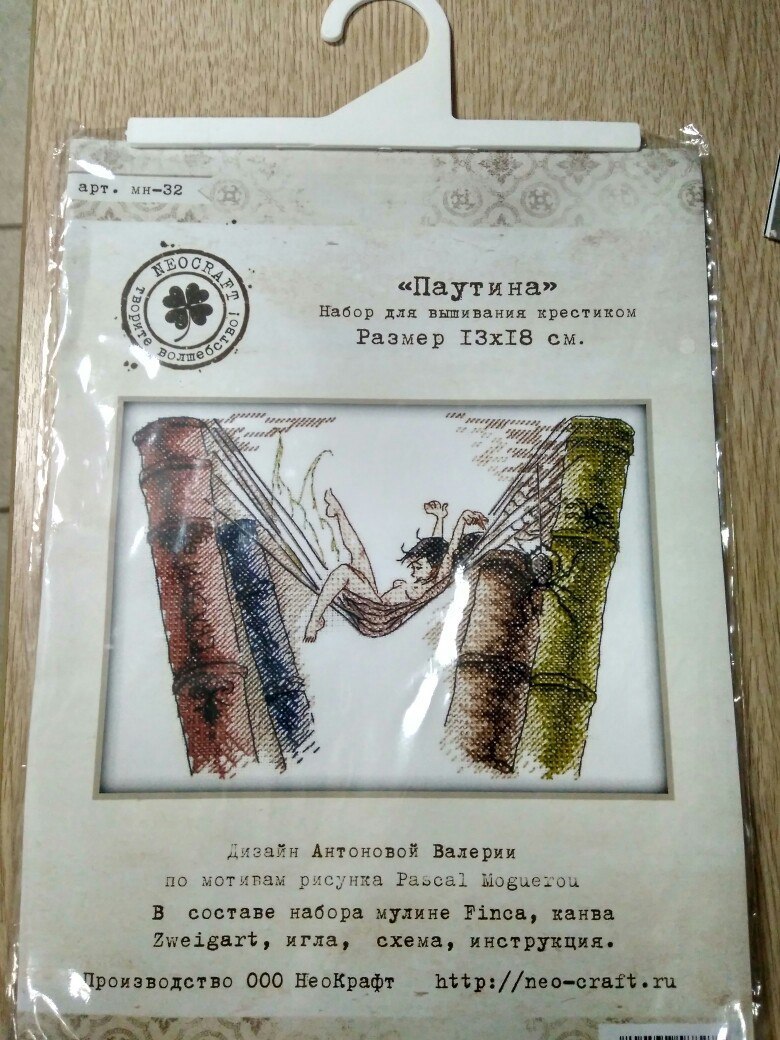 арт. мн-32
NEOCRAFT
творите волшебство!
«Паутина»
Набор для вышивания крестиком
Размер 13х18 см.
Дизайн Антоновой Валерии
по мотивам рисунка Pascal Moguerou
В составе набора мулине Finca, канва
Zweigart, игла, схема, инструкция.
Производство ООО НеоКрафт http://neo-craft.ru